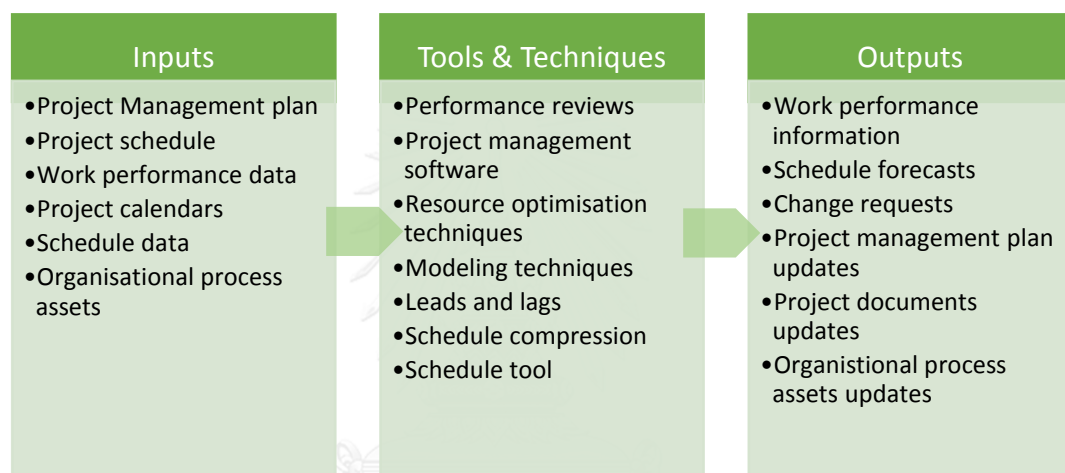 Inputs
•Project Management plan
•Project schedule
•Work performance data
•Project calendars
•Schedule data
•Organisational process
assets
Tools & Techniques
•Performance reviews
•Project management
software
•Resource optimisation
techniques
•Modeling techniques
•Leads and lags
•Schedule compression
•Schedule tool
Outputs
•Work performance
information
•Schedule forecasts
•Change requests
•Project management plan
updates
•Project documents
updates
•Organistional process
assets updates